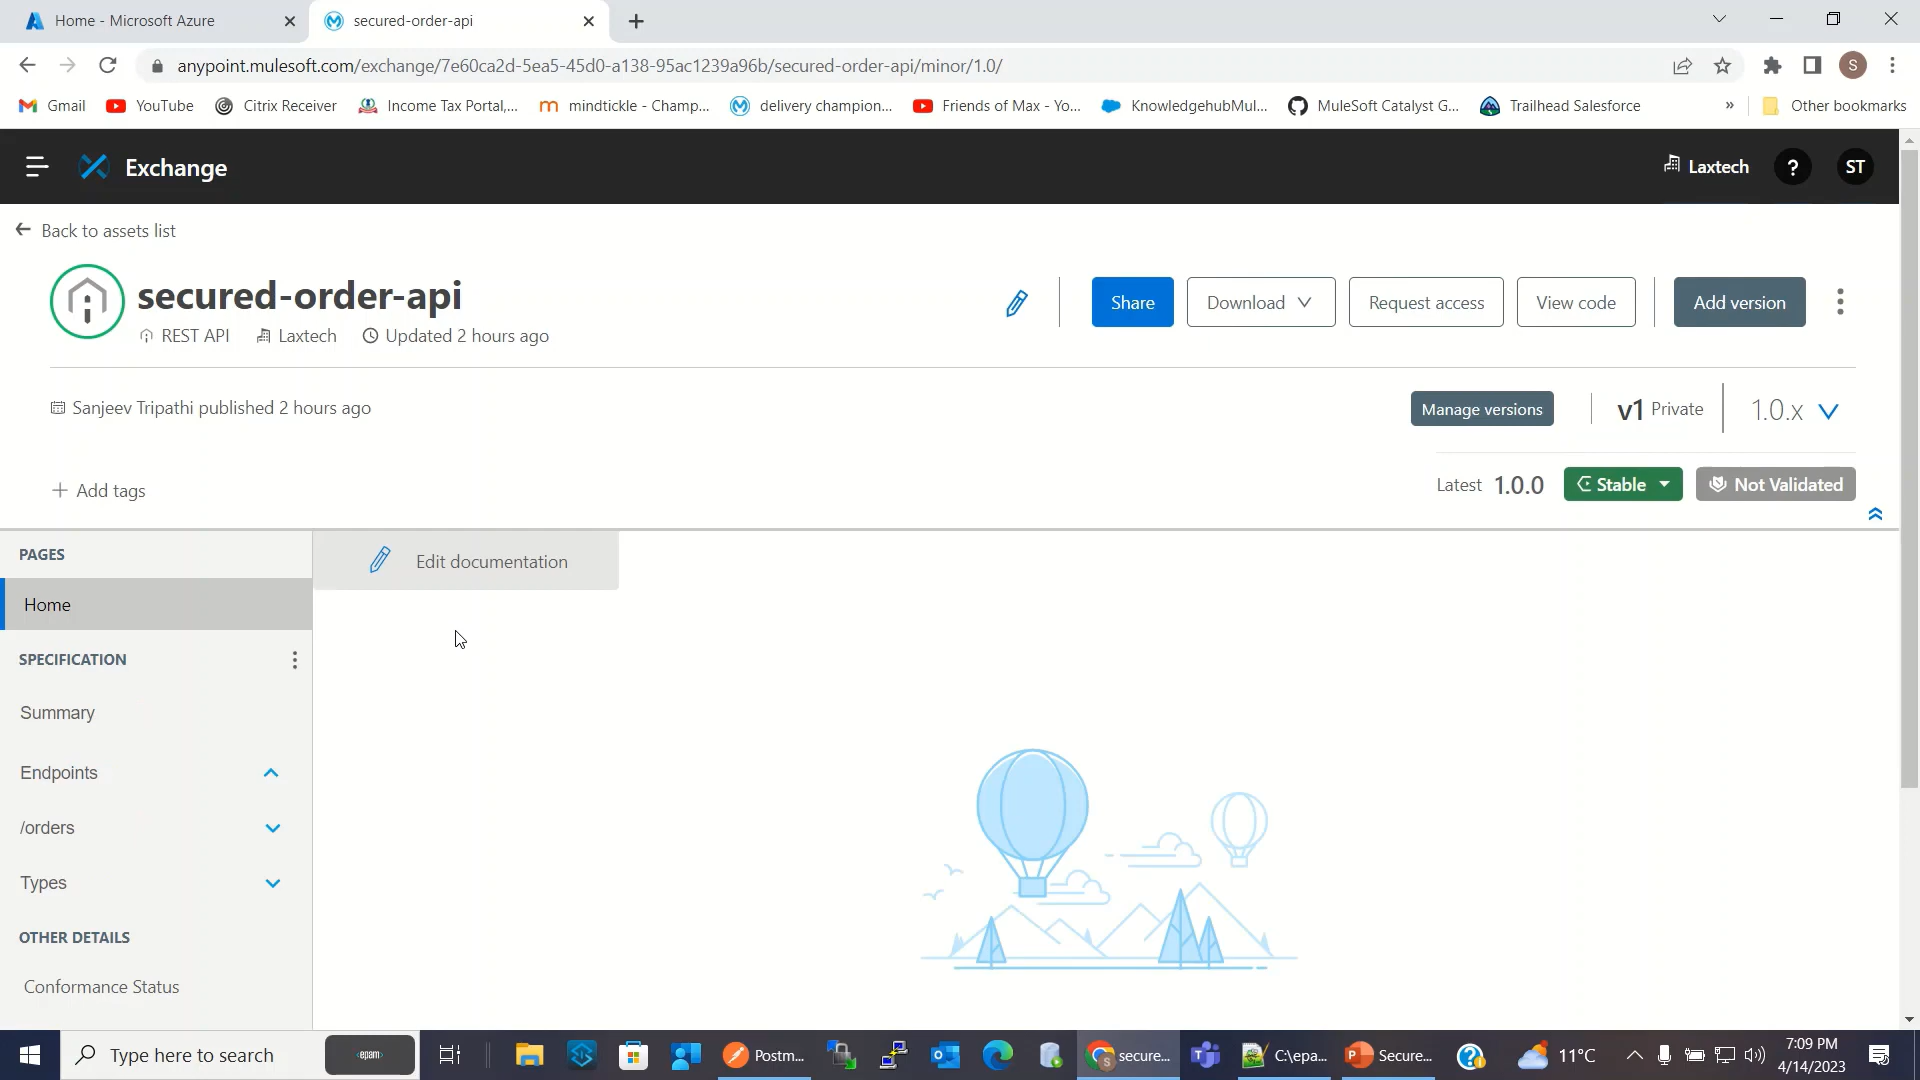 Home - Microsoft Azure
secured-order-api
anypoint.mulesoft.com/exchange/7e60ca2d-5ea5-45d0-a138-95ac1239a96b/secured-order-api/minor/1.0/
S
Gmail YouTube Citrix Receiver Income Tax Portal,... mindtickle - Champ... delivery champion... Friends of Max - Yo... KnowledgehubMul... MuleSoft Catalyst G... Trailhead Salesforce » Other bookmarks
Exchange
Laxtech ? ST
Back to assets list
secured-order-api
REST API Laxtech Updated 2 hours ago
Share Download Request access View code Add version
Sanjeev Tripathi published 2 hours ago
Manage versions v1 Private 1.0.x
Add tags
Latest 1.0.0 Stable Not Validated
PAGES
Edit documentation
Home
SPECIFICATION
Summary
Endpoints
/orders
Types
OTHER DETAILS
Conformance Status
Type here to search
<epam>
Postm... secure... C:\epa... Secure... 11°C
7:09 PM
4/14/2023